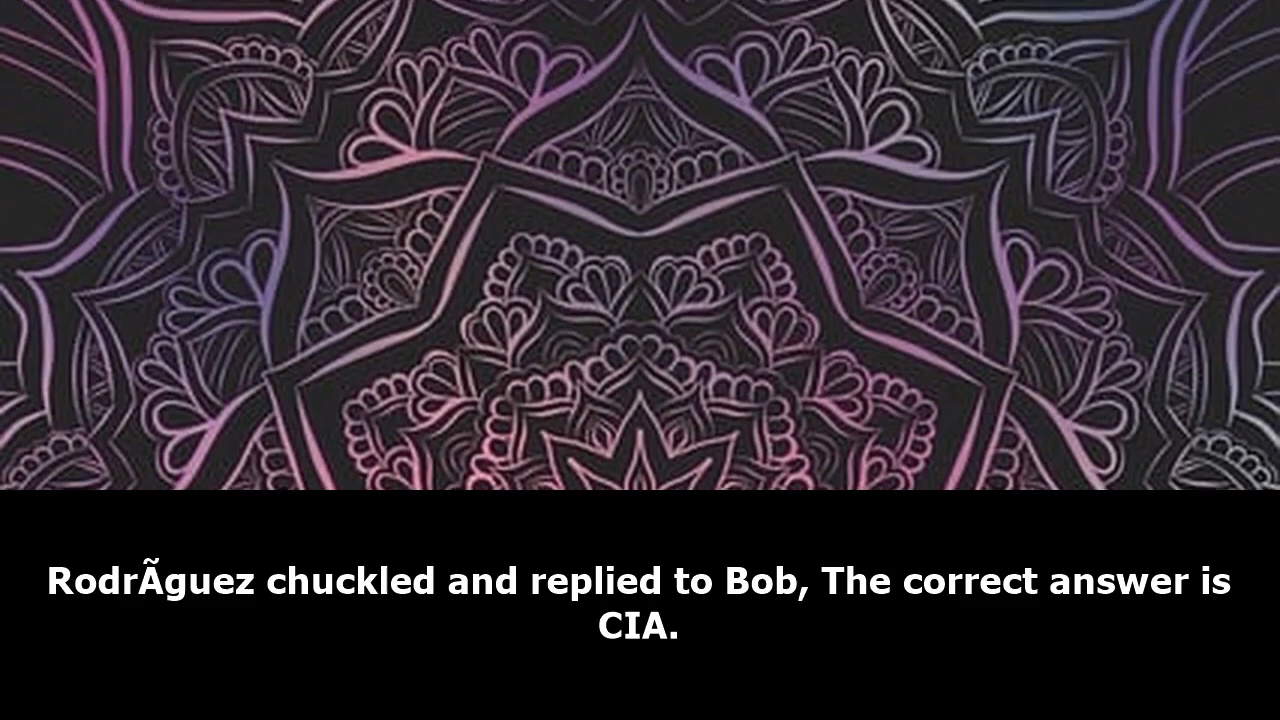 RodrÃguez chuckled and replied to Bob, The correct answer is
CIA.